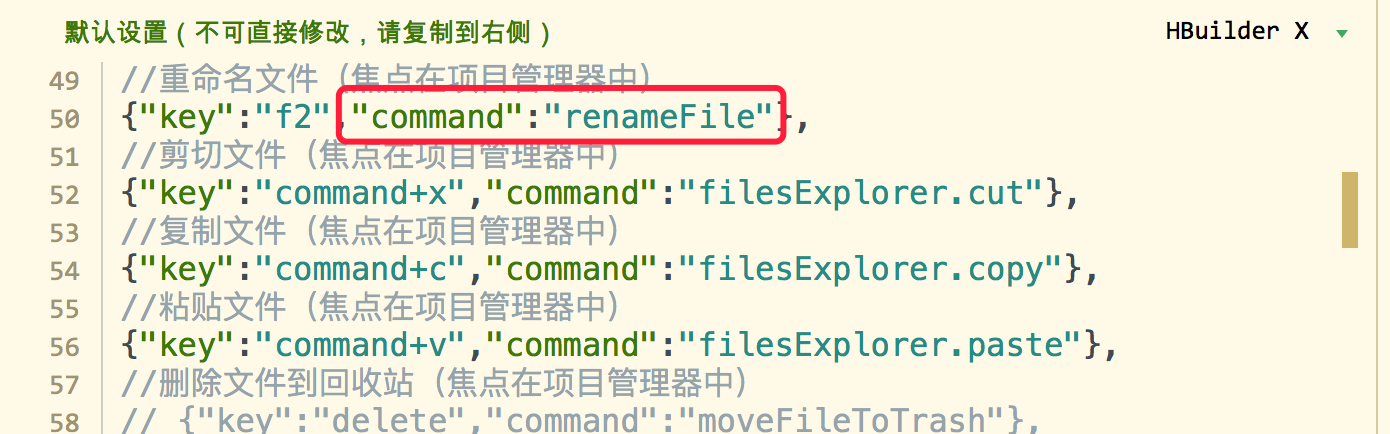 默认设置（不可直接修改，请复制到右侧） HBuilder X
49 //重命名文件（焦点在项目管理器中）
50 {"key":"f2","command":"renameFile"},
51 //剪切文件（焦点在项目管理器中）
52 {"key":"command+x","command":"filesExplorer.cut"},
53 //复制文件（焦点在项目管理器中）
54 {"key":"command+c","command":"filesExplorer.copy"},
55 //粘贴文件（焦点在项目管理器中）
56 {"key":"command+v","command":"filesExplorer.paste"},
57 //删除文件到回收站（焦点在项目管理器中）
58 // {"key":"delete","command":"moveFileToTrash"},